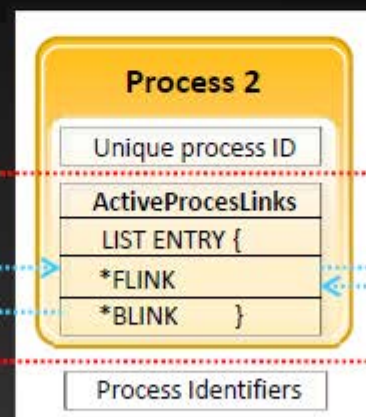 Process 2
Unique process ID
ActiveProcesLinks
LIST ENTRY {
*FLINK
*BLINK }
Process Identifiers